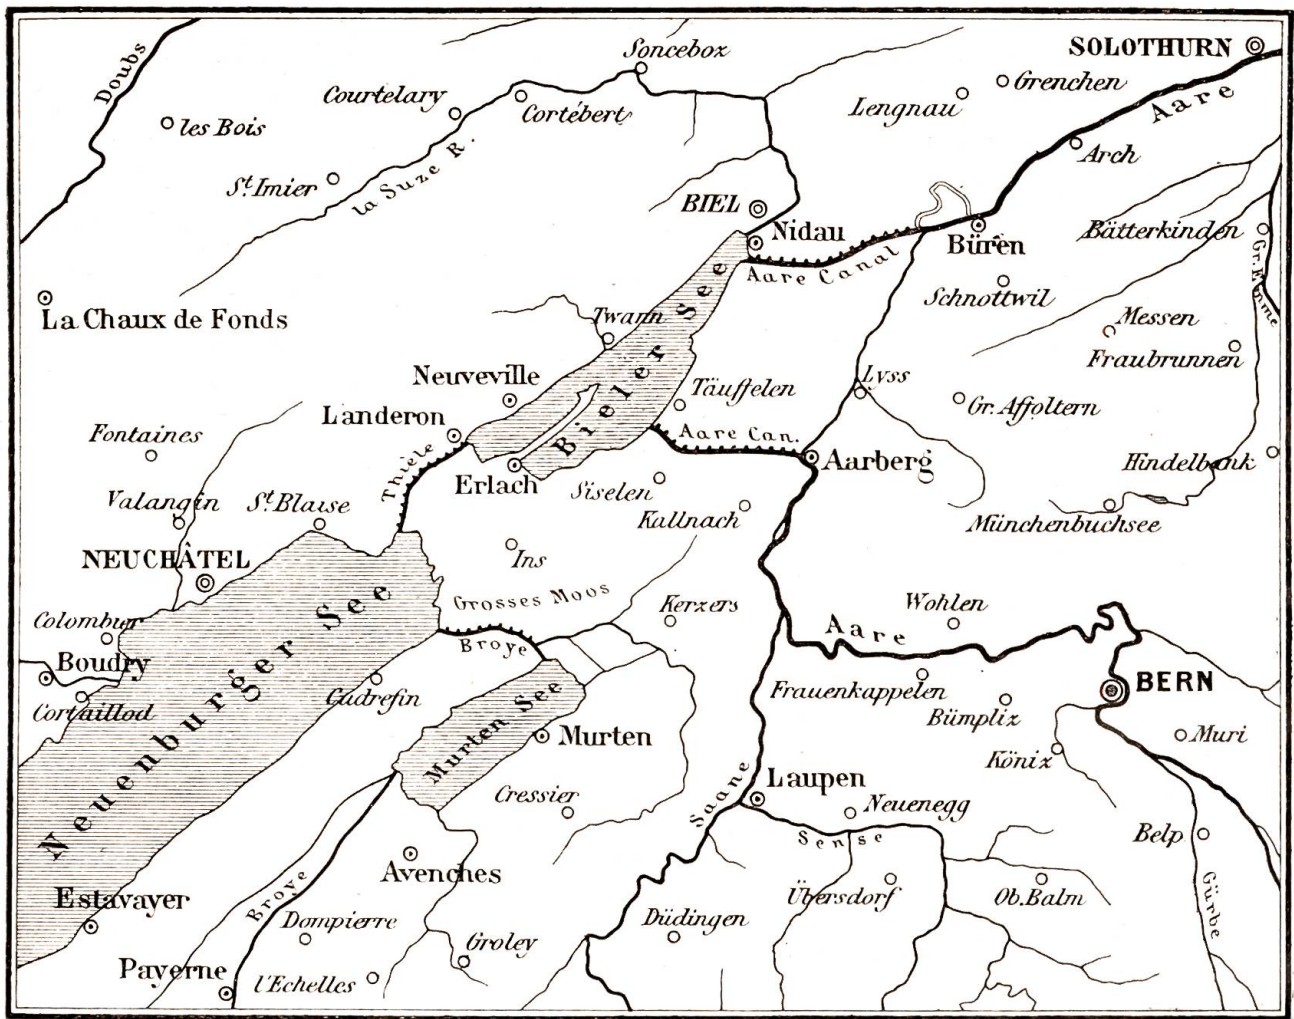 Doubs
Soncebox
SOLOTHURN
Courtelary
Cortébert
Lengnau
Grenchen
Aare
les Bois
Arch
St. Imier
la Suze R.
BIEL
Nidau
Büren
Bätterkinden
Aare Canal
Gr. Emme
La Chaux de Fonds
Schnottwil
Messen
Twann
Fraubrunnen
Neuveville
Bieler See
Lyss
Landeron
Täuffelen
Gr. Affoltern
Fontaines
Aare Can.
Thièle
Aarberg
Hindelbank
Erlach
Siselen
Valangin
St. Blaise
Kallnach
Münchenbuchsee
NEUCHÂTEL
Ins
Grosses Moos
Kerzers
Wohlen
Colombier
Aare
Broye
Boudry
BERN
Cortaillod
Cudrefin
Frauenkappelen
Bümpliz
Neuenburger See
Murten See
Murten
Muri
Köniz
Laupen
Cressier
Saane
Neuenegg
Sense
Belp
Avenches
Estavayer
Broye
Übersdorf
Ob. Balm
Gürbe
Dompierre
Düdingen
Groley
Payerne
l'Echelles